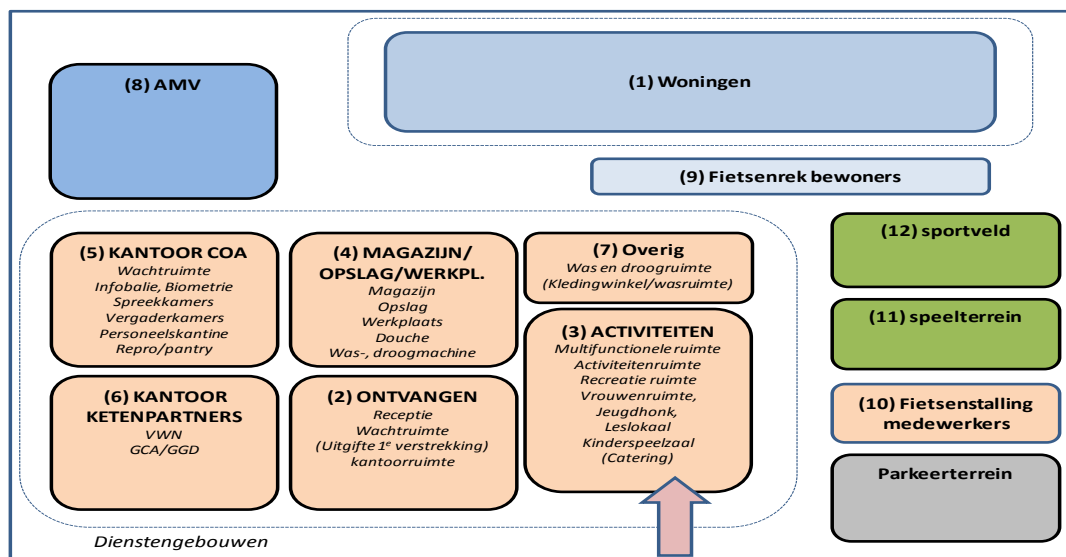 (8) AMV
(1) Woningen
(9) Fietsenrek bewoners
(5) KANTOOR COA
Wachtruimte
Infobalie, Biometrie
Spreekkamers
Vergaderkamers
Personeelskantine
Repro/pantry
(4) MAGAZIJN/
OPSLAG/WERKPL.
Magazijn
Opslag
Werkplaats
Douche
Was-, droogmachine
(7) Overig
Was en droogruimte
(Kledingwinkel/wasruimte)
(12) sportveld
(11) speelterrein
(6) KANTOOR
KETENPARTNERS
VWN
GCA/GGD
(2) ONTVANGEN
Receptie
Wachtruimte
(Uitgifte 1e verstrekking)
kantoorruimte
(3) ACTIVITEITEN
Multifunctionele ruimte
Activiteitenruimte
Recreatie ruimte
Vrouwenruimte,
Jeugdhonk,
Leslokaal
Kinderspeelzaal
(Catering)
(10) Fietsenstalling
medewerkers
Parkeerterrein
Dienstengebouwen